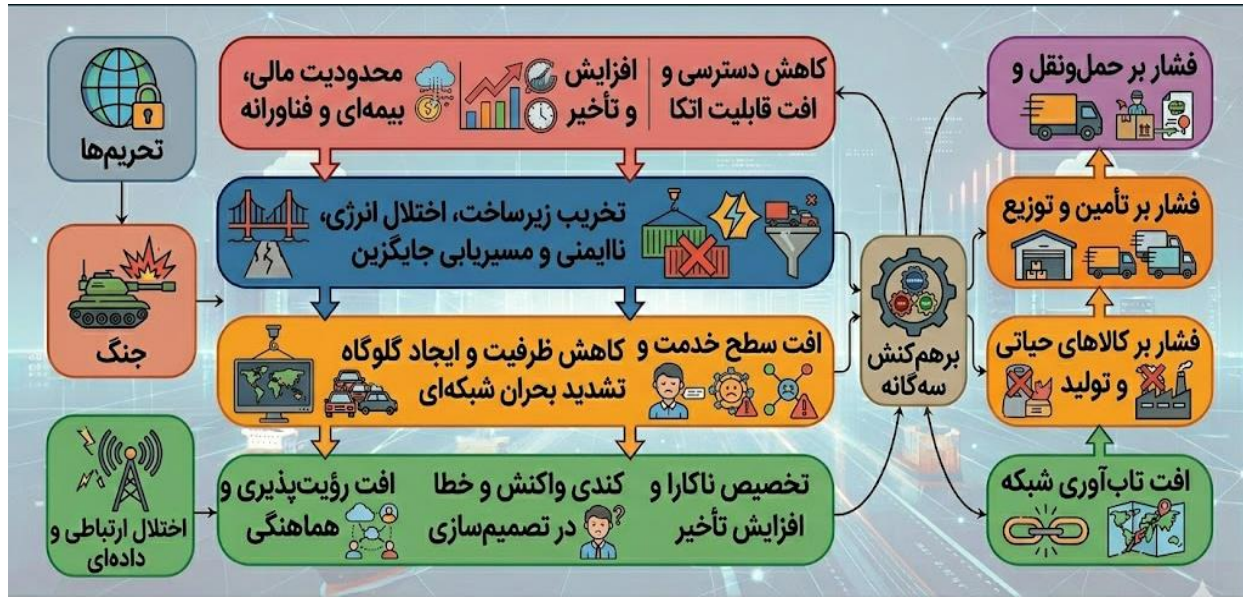 تحریم‌ها
جنگ
اختلال ارتباطی و
داده‌ای
محدودیت مالی،
بیمه‌ای و فناورانه
افزایش
و تأخیر
کاهش دسترسی و
افت قابلیت اتکا
تخریب زیرساخت، اختلال انرژی،
ناایمنی و مسیریابی جایگزین
کاهش ظرفیت و ایجاد گلوگاه
تشدید بحران شبکه‌ای
افت سطح خدمت و
افت رؤیت‌پذیری و
هماهنگی
کندی واکنش و خطا
در تصمیم‌سازی
تخصیص ناکارا و
افزایش تأخیر
برهم‌کنش
سه‌گانه
فشار بر حمل‌ونقل و
فشار بر تأمین و توزیع
فشار بر کالاهای حیاتی
و تولید
افت تاب‌آوری شبکه